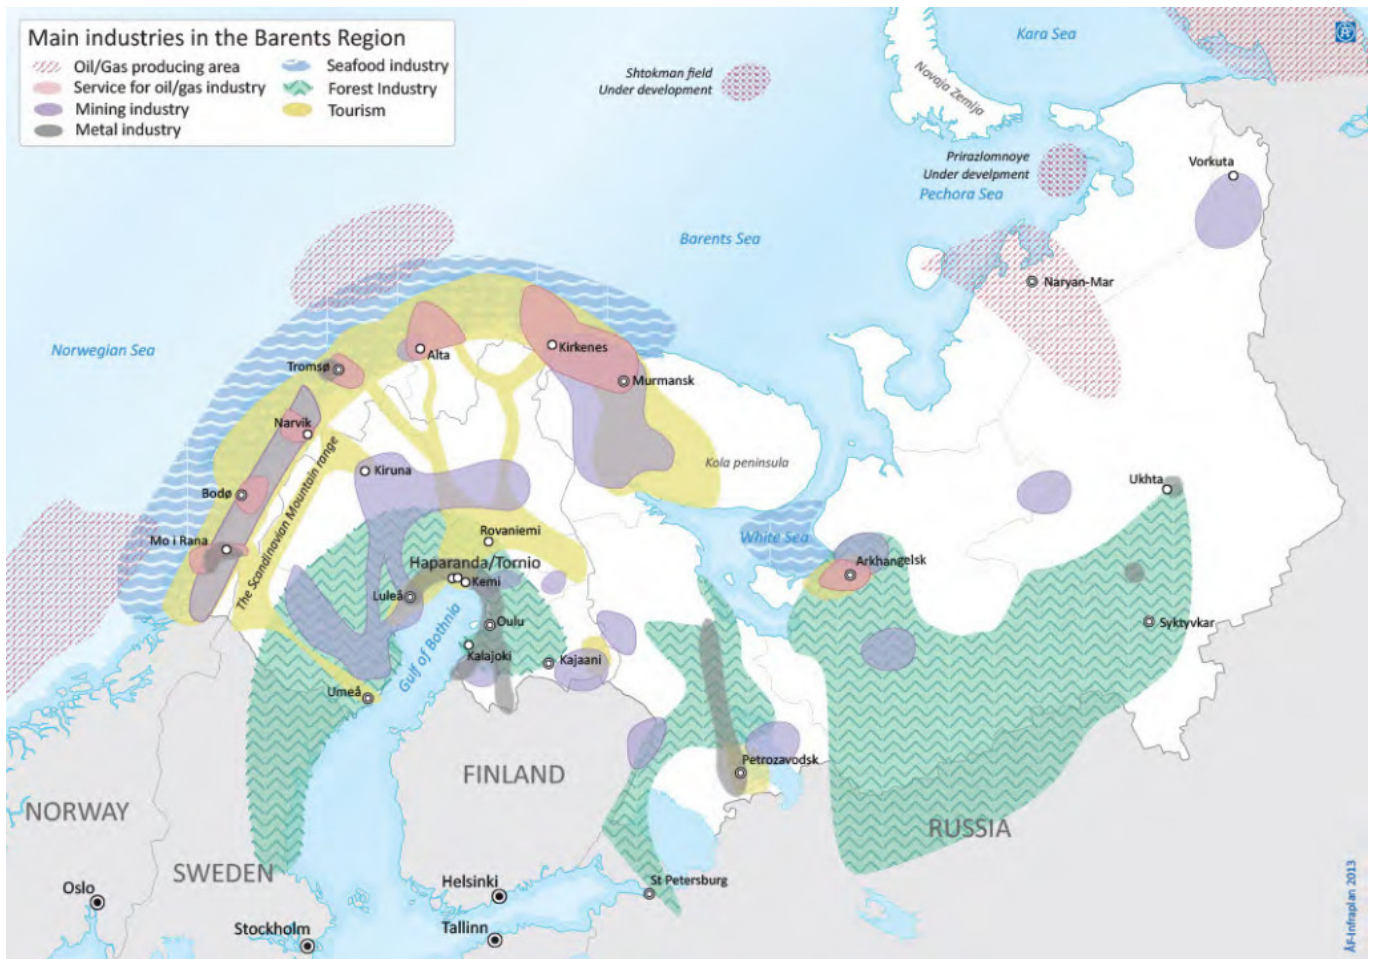 Main industries in the Barents Region
Oil/Gas producing area
Service for oil/gas industry
Mining industry
Metal industry
Seafood industry
Forest Industry
Tourism
Kara Sea
Novaja Zemlja
Shtokman field
Under development
Prirazlomnoye
Under develpment
Pechora Sea
Vorkuta
Barents Sea
Naryan-Mar
Norwegian Sea
Alta
Kirkenes
Tromsø
Murmansk
Narvik
The Scandinavian Mountain range
Kola peninsula
Kiruna
Ukhta
Bodø
Rovaniemi
White Sea
Mo i Rana
Haparanda/Tornio
Arkhangelsk
Kemi
Luleå
Oulu
Syktyvkar
Gulf of Bothnia
Kalajoki
Kajaani
Umeå
Petrozavodsk
FINLAND
NORWAY
RUSSIA
SWEDEN
Oslo
Helsinki
St Petersburg
Stockholm
Tallinn
ÅF-Infraplan 2013